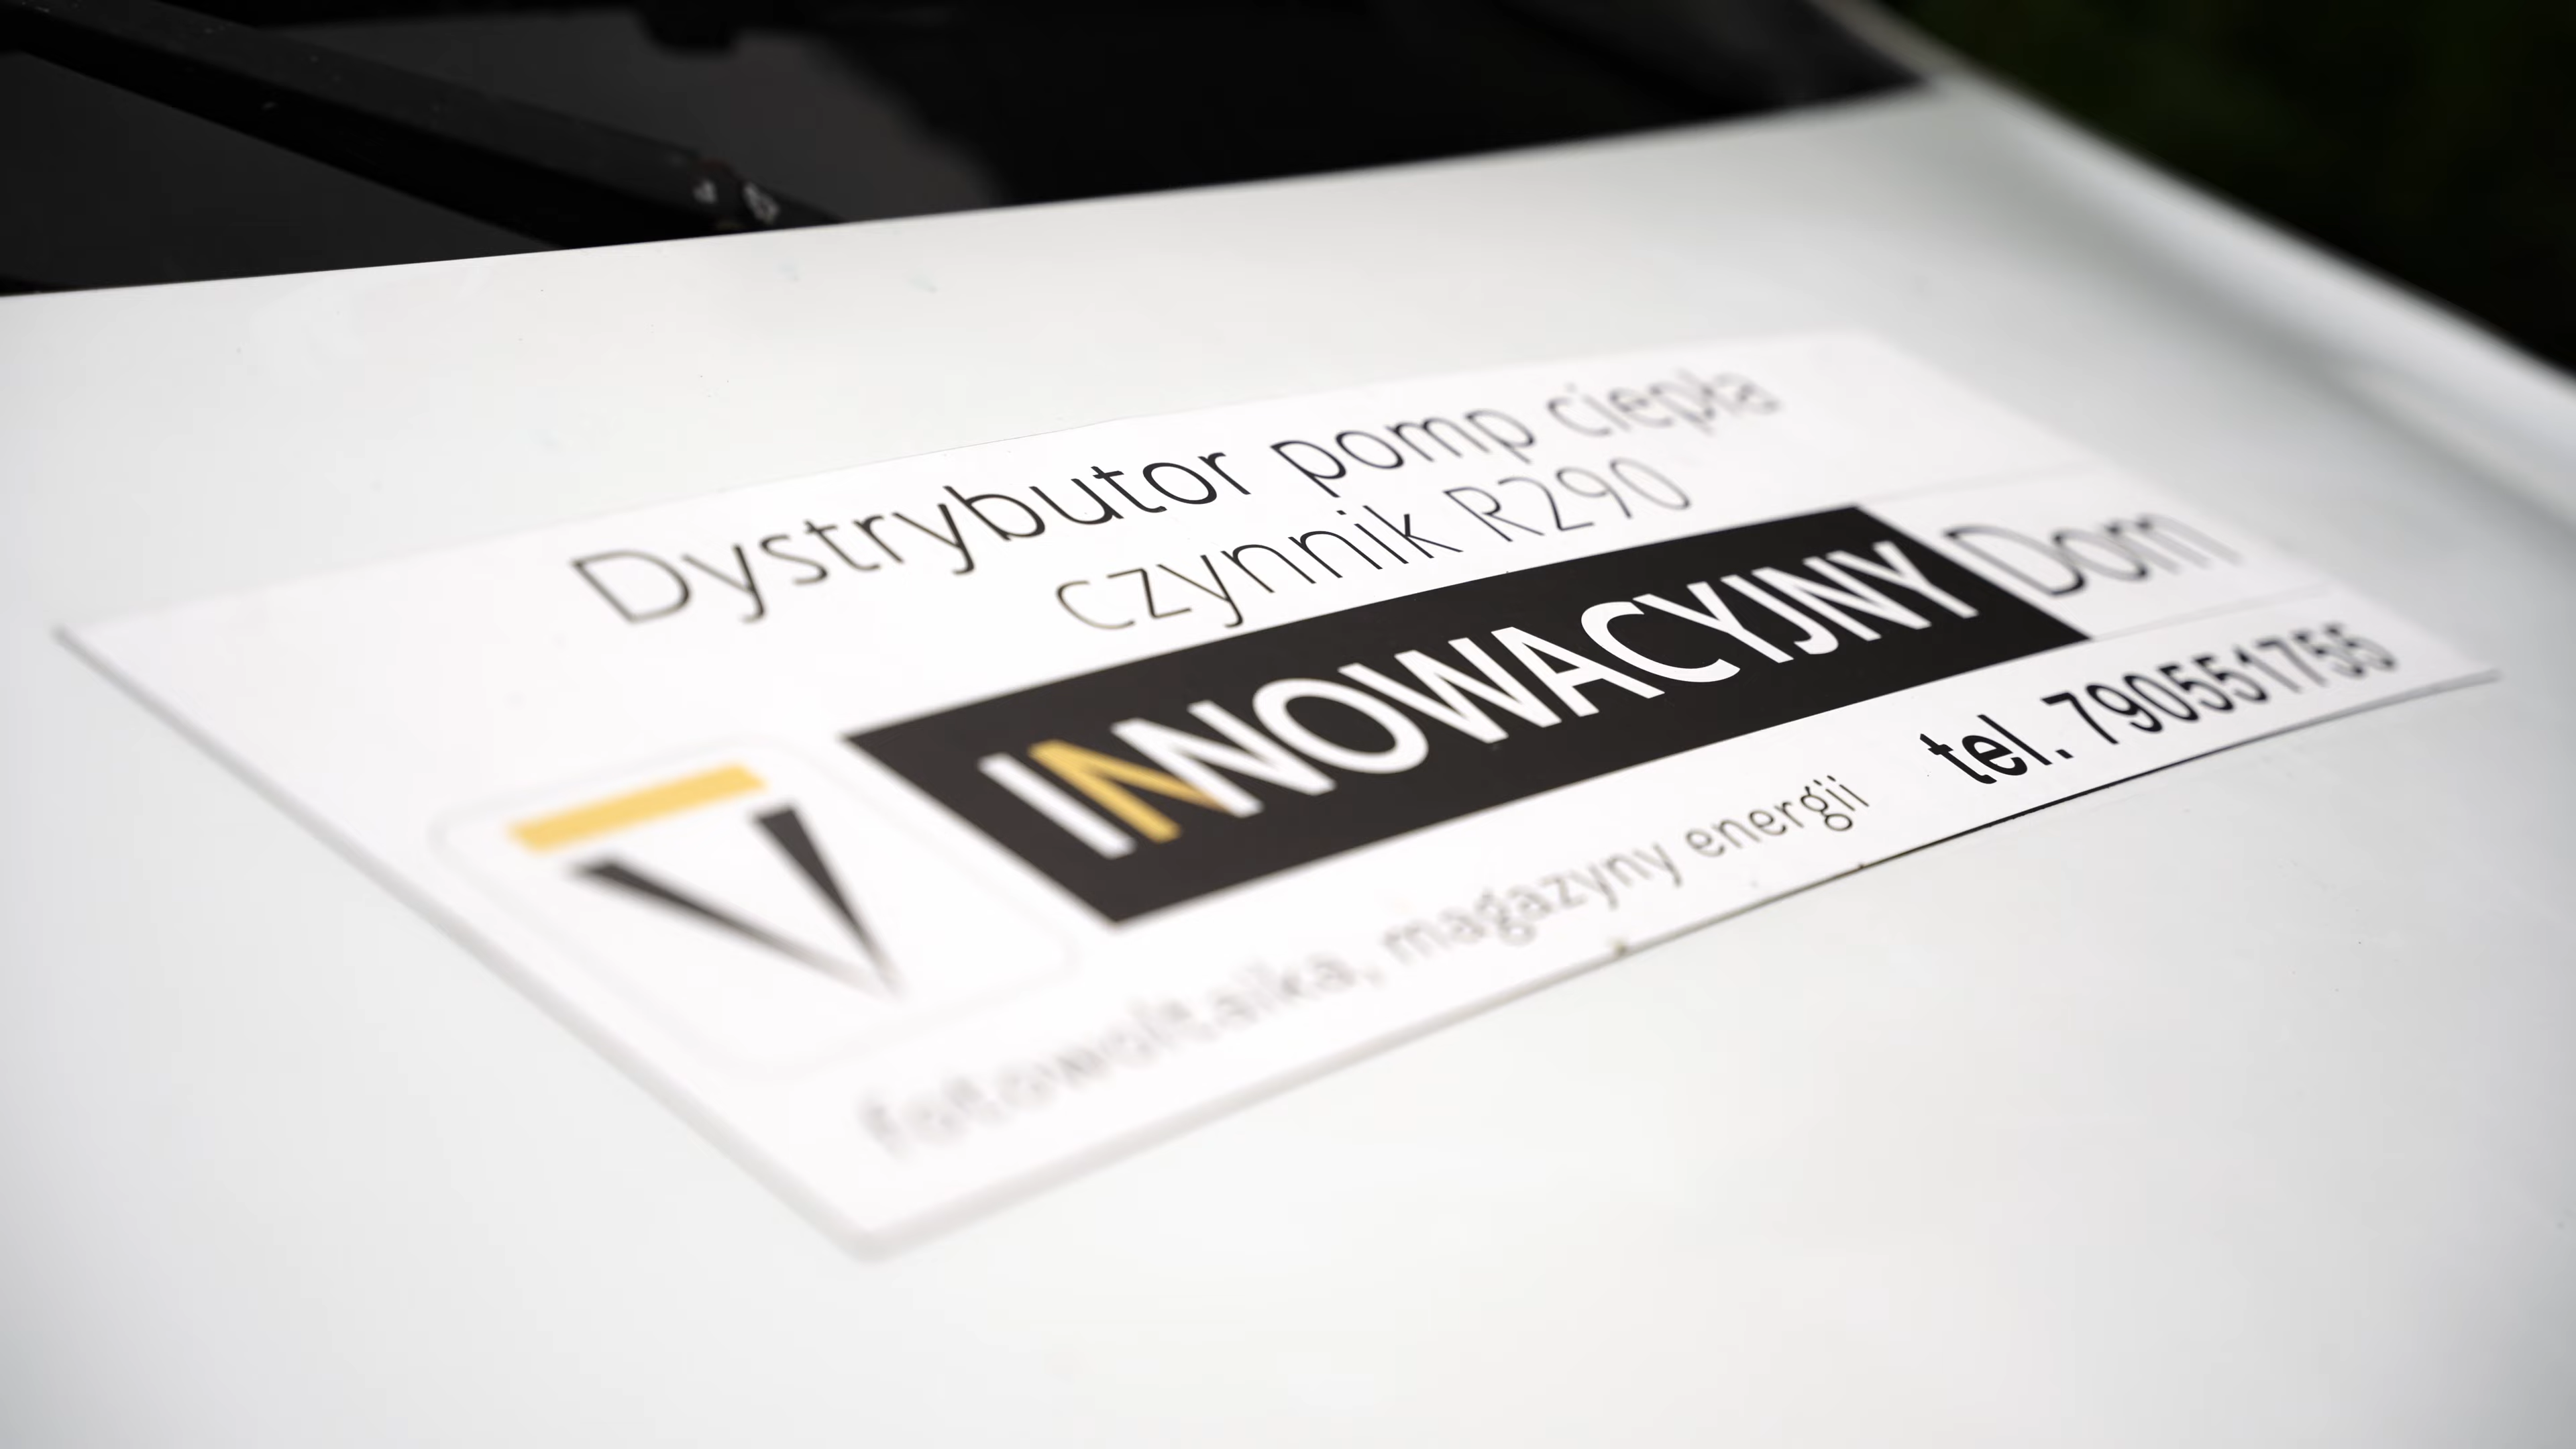 Dystrybutor pomp ciepła
czynnik R290
INNOWACYJNY Dom
fotowoltaika, magazyny energii tel. 790551755